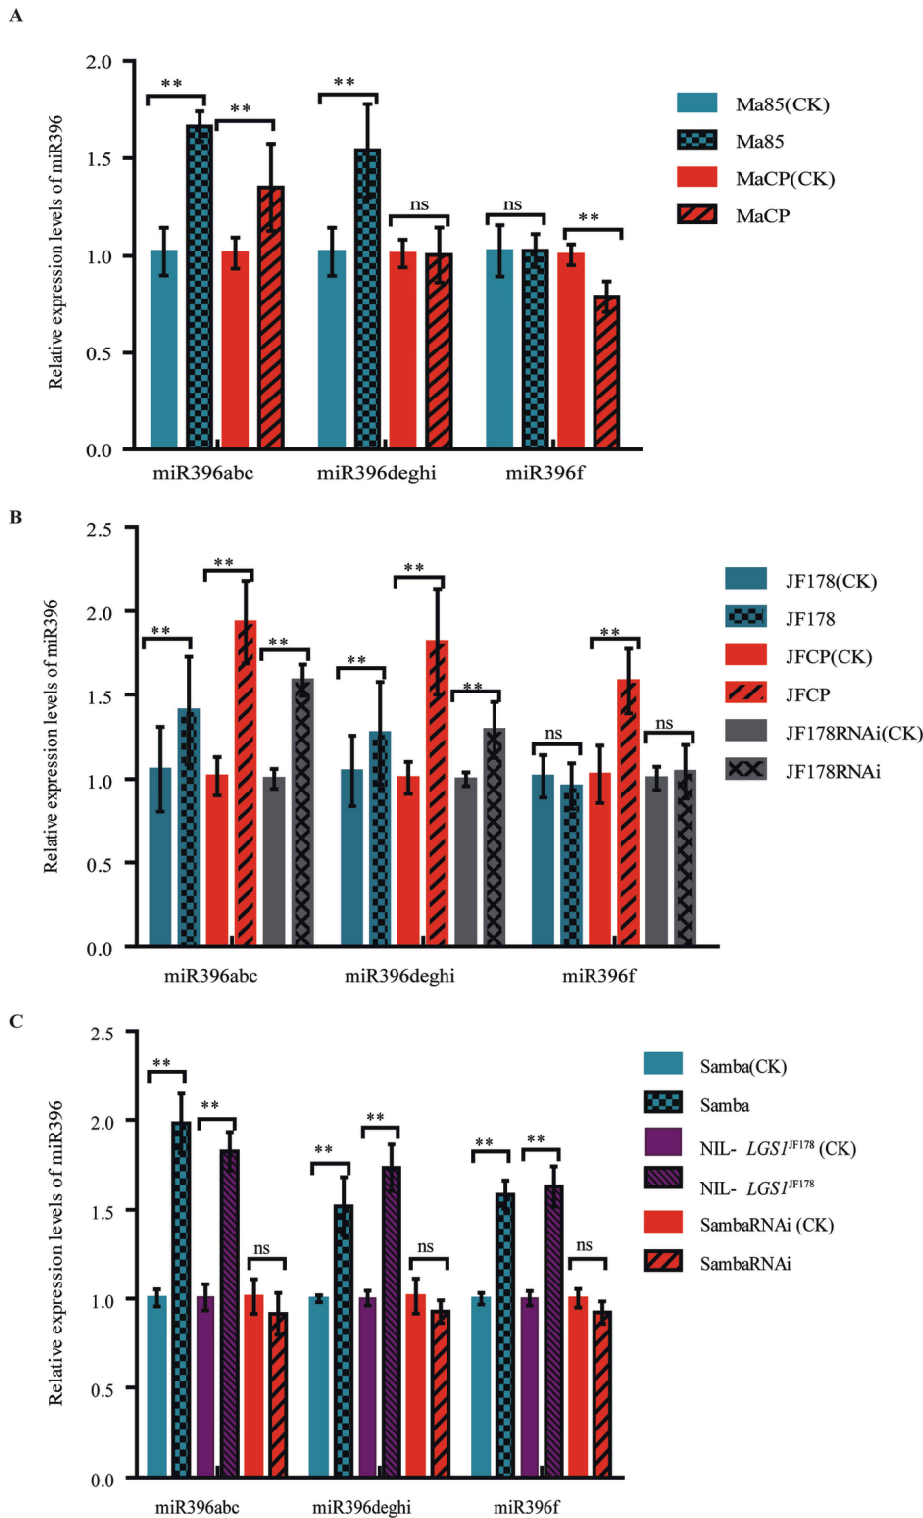 A
Relative expression levels of miR396
2.0
1.5
1.0
0.5
0.0
**
**
**
ns
ns
**
miR396abc
miR396deghi
miR396f
Ma85(CK)
Ma85
MaCP(CK)
MaCP
B
Relative expression levels of miR396
2.5
2.0
1.5
1.0
0.5
0.0
**
**
**
**
**
**
ns
**
ns
miR396abc
miR396deghi
miR396f
JF178(CK)
JF178
JFCP(CK)
JFCP
JF178RNAi(CK)
JF178RNAi
C
Relative expression levels of miR396
2.5
2.0
1.5
1.0
0.5
0.0
**
**
ns
**
**
ns
**
**
ns
miR396abc
miR396deghi
miR396f
Samba(CK)
Samba
NIL- LGS1JF178 (CK)
NIL- LGS1JF178
SambaRNAi (CK)
SambaRNAi